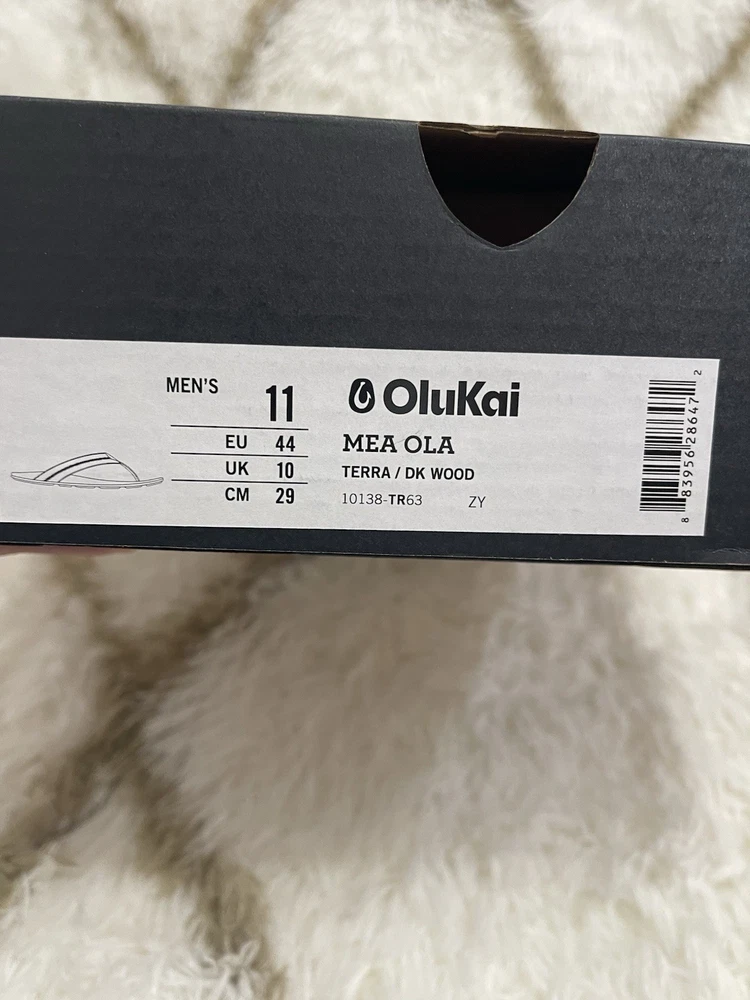 MEN'S 11
EU 44
UK 10
CM 29
OluKai
MEA OLA
TERRA / DK WOOD
10138-TR63 ZY
8 83956 28647 2